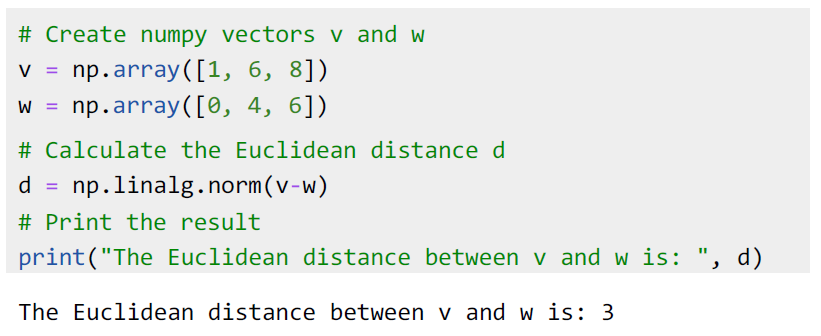 # Create numpy vectors v and w
v = np.array([1, 6, 8])
w = np.array([0, 4, 6])
# Calculate the Euclidean distance d
d = np.linalg.norm(v-w)
# Print the result
print("The Euclidean distance between v and w is: ", d)
The Euclidean distance between v and w is: 3